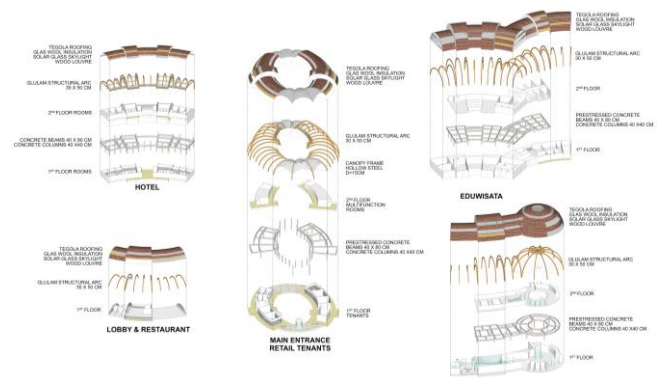 TEGOLA ROOFING
GLAS WOOL INSULATION
SOLAR GLASS SKYLIGHT
WOOD LOUVRE
GLULAM STRUCTURAL ARC
30 X 50 CM
2ND FLOOR ROOMS
CONCRETE BEAMS 40 X 80 CM
CONCRETE COLUMNS 40 X40 CM
1ST FLOOR ROOMS
HOTEL
TEGOLA ROOFING
GLAS WOOL INSULATION
SOLAR GLASS SKYLIGHT
WOOD LOUVRE
GLULAM STRUCTURAL ARC
30 X 50 CM
1ST FLOOR
LOBBY & RESTAURANT
TEGOLA ROOFING
GLAS WOOL INSULATION
SOLAR GLASS SKYLIGHT
WOOD LOUVRE
GLULAM STRUCTURAL ARC
30 X 50 CM
CANOPY FRAME
HOLLOW STEEL
D=15CM
2ND FLOOR
MULTIFUNCTION
ROOMS
PRESTRESSED CONCRETE
BEAMS 40 X 80 CM
CONCRETE COLUMNS 40 X40 CM
1ST FLOOR
TENANTS
MAIN ENTRANCE
RETAIL TENANTS
TEGOLA ROOFING
GLAS WOOL INSULATION
SOLAR GLASS SKYLIGHT
WOOD LOUVRE
GLULAM STRUCTURAL ARC
30 X 50 CM
2ND FLOOR
PRESTRESSED CONCRETE
BEAMS 40 X 80 CM
CONCRETE COLUMNS 40 X40 CM
1ST FLOOR
EDUWISATA
TEGOLA ROOFING
GLAS WOOL INSULATION
SOLAR GLASS SKYLIGHT
WOOD LOUVRE
GLULAM STRUCTURAL ARC
30 X 50 CM
2ND FLOOR
PRESTRESSED CONCRETE
BEAMS 40 X 80 CM
CONCRETE COLUMNS 40 X40 CM
1ST FLOOR